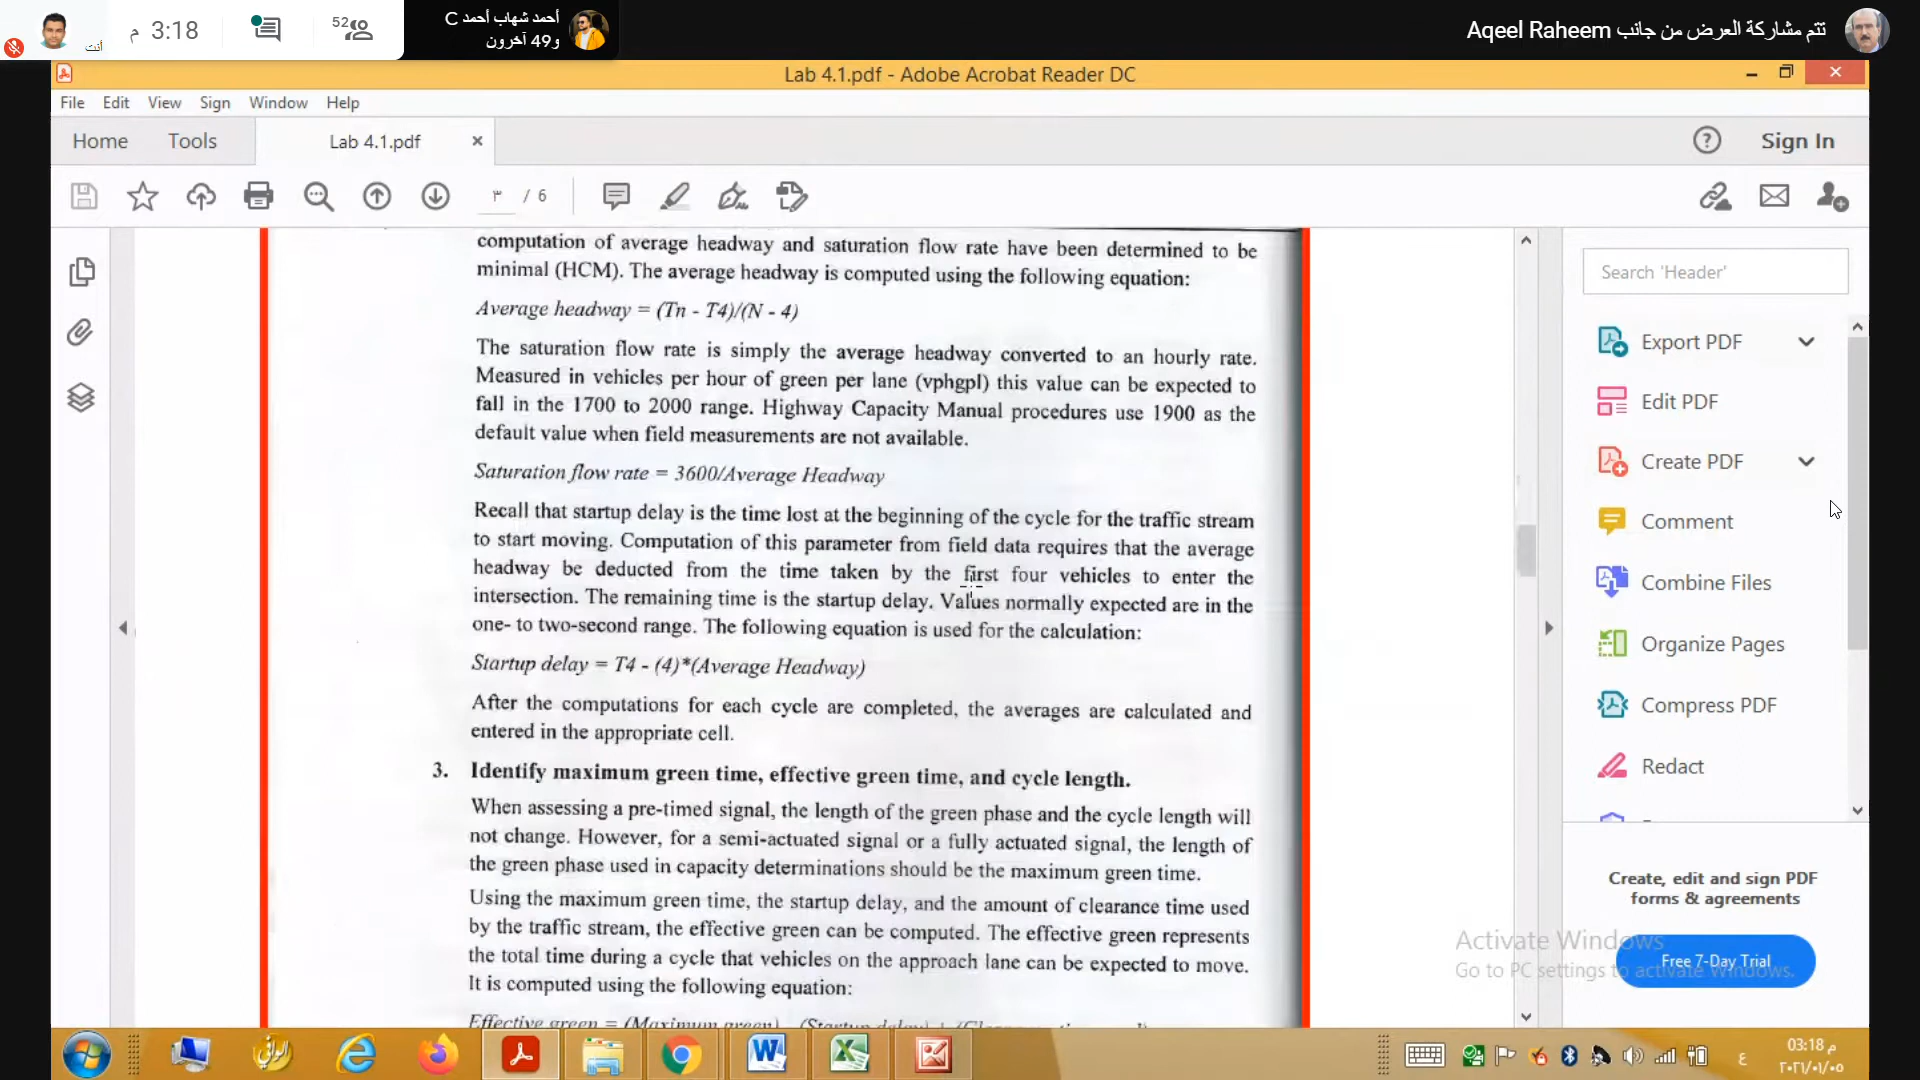 أنت
3:18 م
52
أحمد شهاب أحمد C
و49 آخرون
تتم مشاركة العرض من جانب Aqeel Raheem
Lab 4.1.pdf - Adobe Acrobat Reader DC
File Edit View Sign Window Help
Home Tools Lab 4.1.pdf × Sign In
٣ / 6
computation of average headway and saturation flow rate have been determined to be
minimal (HCM). The average headway is computed using the following equation:
Average headway = (Tn - T4)/(N - 4)
The saturation flow rate is simply the average headway converted to an hourly rate.
Measured in vehicles per hour of green per lane (vphgpl) this value can be expected to
fall in the 1700 to 2000 range. Highway Capacity Manual procedures use 1900 as the
default value when field measurements are not available.
Saturation flow rate = 3600/Average Headway
Recall that startup delay is the time lost at the beginning of the cycle for the traffic stream
to start moving. Computation of this parameter from field data requires that the average
headway be deducted from the time taken by the first four vehicles to enter the
intersection. The remaining time is the startup delay. Values normally expected are in the
one- to two-second range. The following equation is used for the calculation:
Startup delay = T4 - (4)*(Average Headway)
After the computations for each cycle are completed, the averages are calculated and
entered in the appropriate cell.
3. Identify maximum green time, effective green time, and cycle length.
When assessing a pre-timed signal, the length of the green phase and the cycle length will
not change. However, for a semi-actuated signal or a fully actuated signal, the length of
the green phase used in capacity determinations should be the maximum green time.
Using the maximum green time, the startup delay, and the amount of clearance time used
by the traffic stream, the effective green can be computed. The effective green represents
the total time during a cycle that vehicles on the approach lane can be expected to move.
It is computed using the following equation:
Effective green = (Maximum green)
Search 'Header'
Export PDF
Edit PDF
Create PDF
Comment
Combine Files
Organize Pages
Compress PDF
Redact
Create, edit and sign PDF
forms & agreements
Free 7-Day Trial
Activate Windows
Go to PC settings to activate Windows.
الوافي
ع
03:18 م
٢٠٢١/٠١/٠٥